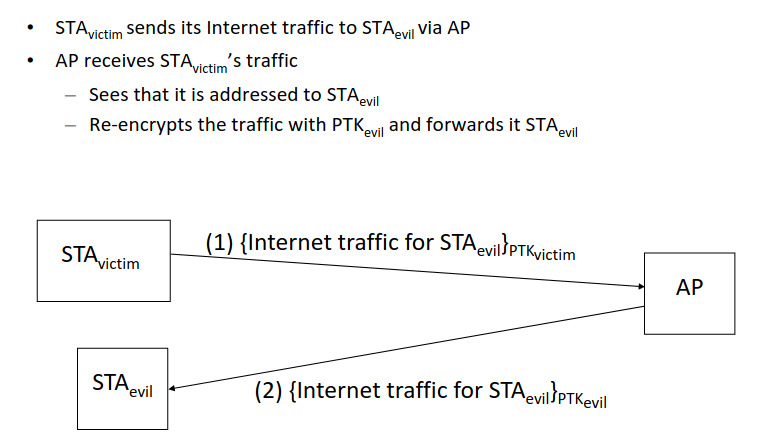 • STAvictim sends its Internet traffic to STAevil via AP
• AP receives STAvictim's traffic
– Sees that it is addressed to STAevil
– Re-encrypts the traffic with PTKevil and forwards it STAevil
(1) {Internet traffic for STAevil}PTKvictim
STAvictim
AP
STAevil
(2) {Internet traffic for STAevil}PTKevil